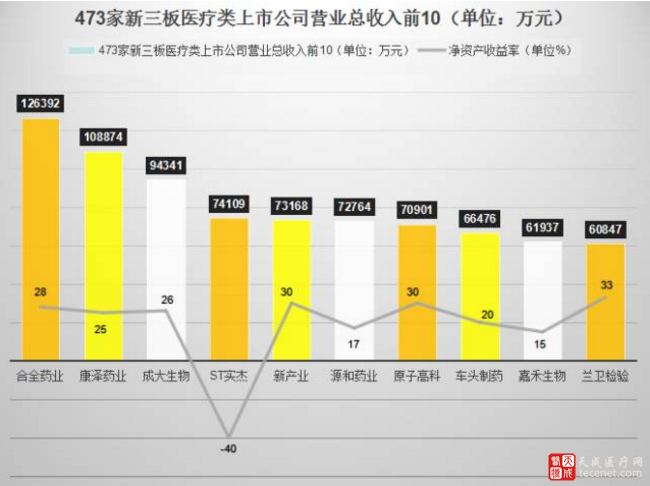 473家新三板医疗类上市公司营业总收入前10（单位：万元）
473家新三板医疗类上市公司营业总收入前10（单位：万元）
净资产收益率（单位%）
126392
108874
94341
74109
73168
72764
70901
66476
61937
60847
28
25
26
-40
30
17
30
20
15
33
合全药业
康泽药业
成大生物
ST实杰
新产业
源和药业
原子高科
车头制药
嘉禾生物
兰卫检验
天成医疗网
tecenet.com